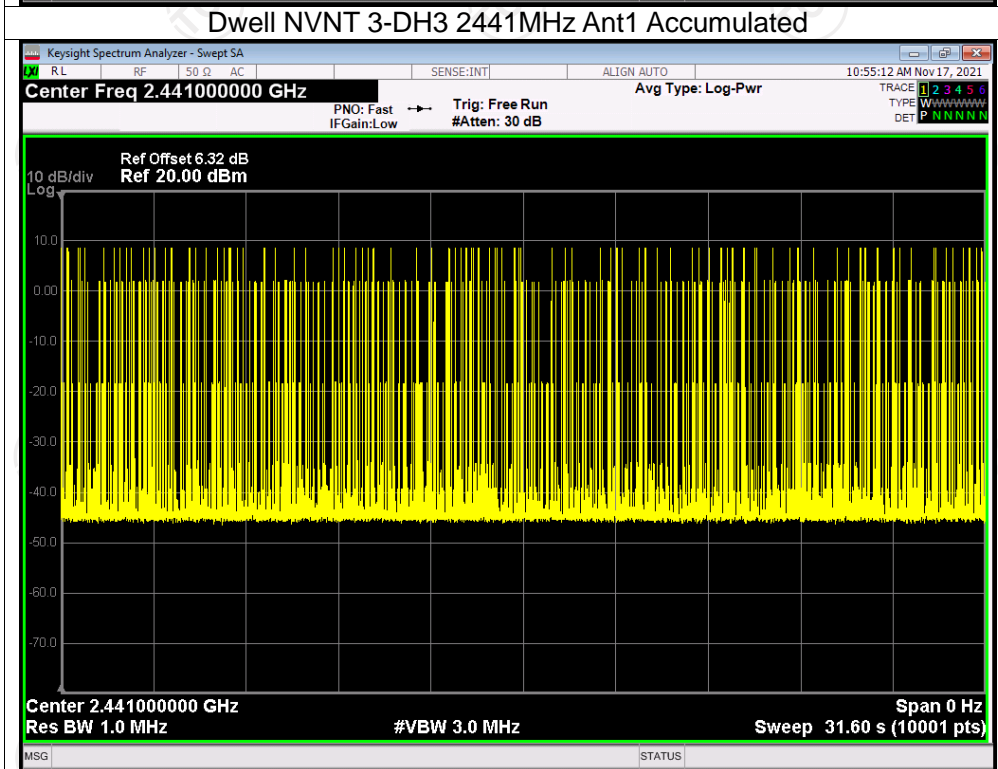 Dwell NVNT 3-DH3 2441MHz Ant1 Accumulated
Keysight Spectrum Analyzer - Swept SA
LXI RL RF 50 Ω AC SENSE:INT ALIGN AUTO 10:55:12 AM Nov 17, 2021
Center Freq 2.441000000 GHz Avg Type: Log-Pwr TRACE 1 2 3 4 5 6
PNO: Fast Trig: Free Run TYPE WWWWWW
IFGain:Low #Atten: 30 dB DET P N N N N N
Ref Offset 6.32 dB
10 dB/div Ref 20.00 dBm
Log
10.0
0.00
-10.0
-20.0
-30.0
-40.0
-50.0
-60.0
-70.0
Center 2.441000000 GHz Span 0 Hz
Res BW 1.0 MHz #VBW 3.0 MHz Sweep 31.60 s (10001 pts)
MSG STATUS